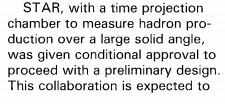 STAR, with a time projection
chamber to measure hadron pro-
duction over a large solid angle,
was given conditional approval to
proceed with a preliminary design.
This collaboration is expected to